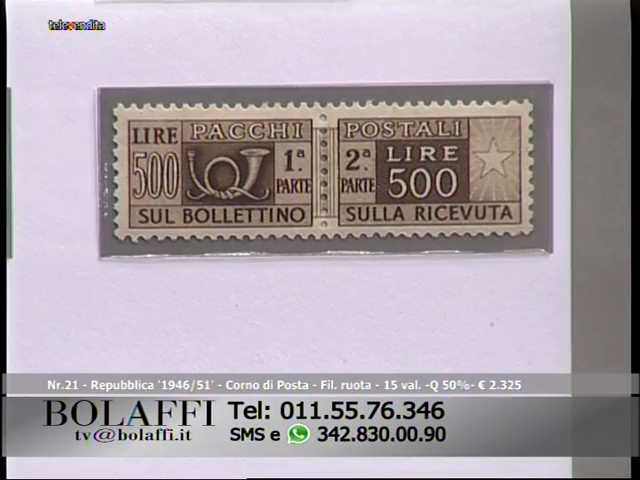 televendita
LIRE PACCHI POSTALI
500 1ª PARTE 2ª PARTE LIRE 500
SUL BOLLETTINO SULLA RICEVUTA
Nr.21 - Repubblica '1946/51' - Corno di Posta - Fil. ruota - 15 val. -Q 50%- € 2.325
BOLAFFI Tel: 011.55.76.346
tv@bolaffi.it SMS e 342.830.00.90